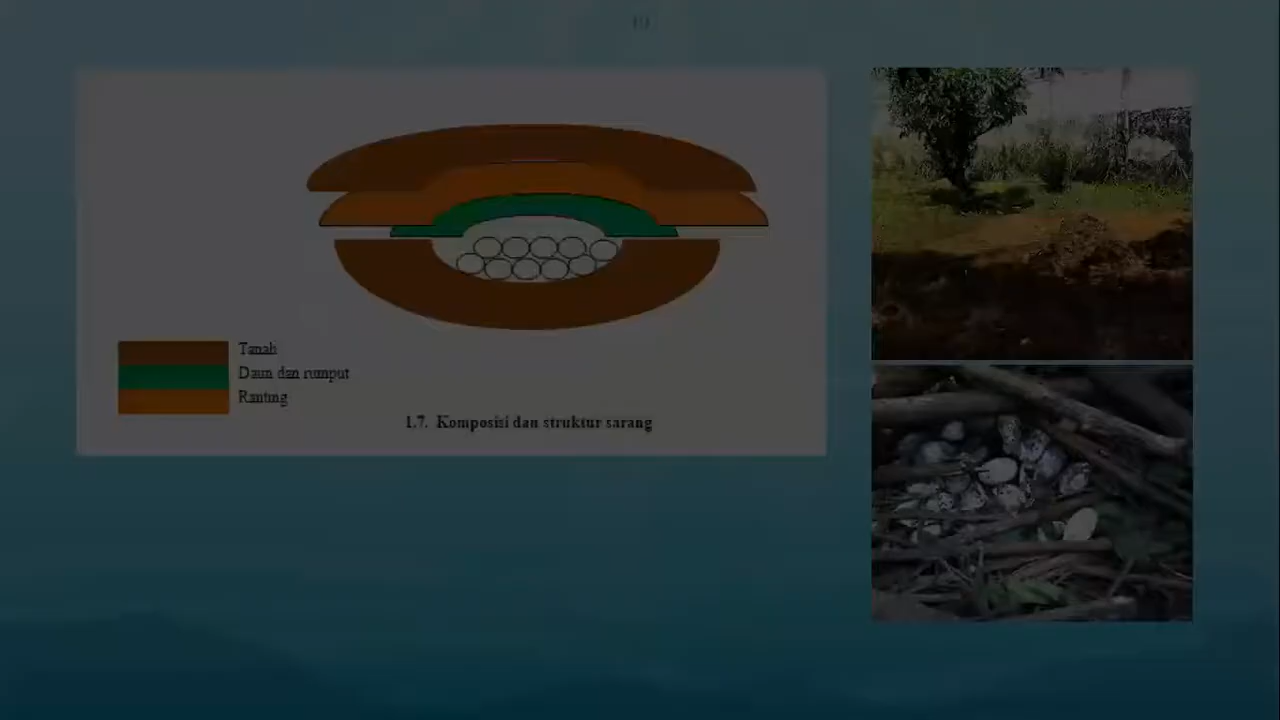 Tanah
Daun dan rumput
Ranting
1.7. Komposisi dan struktur sarang